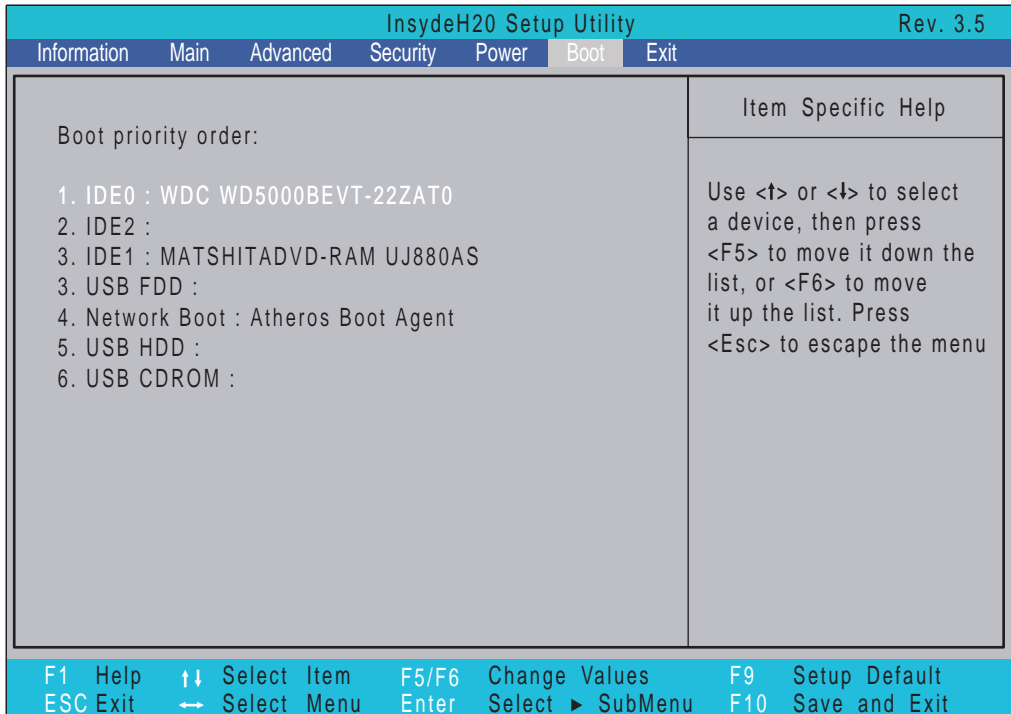 InsydeH20 Setup Utility Rev. 3.5
Information Main Advanced Security Power Boot Exit
Boot priority order:
1. IDE0 : WDC WD5000BEVT-22ZAT0
2. IDE2 :
3. IDE1 : MATSHITADVD-RAM UJ880AS
3. USB FDD :
4. Network Boot : Atheros Boot Agent
5. USB HDD :
6. USB CDROM :
Item Specific Help
Use <↑> or <↓> to select
a device, then press
<F5> to move it down the
list, or <F6> to move
it up the list. Press
<Esc> to escape the menu
F1 Help ↑↓ Select Item F5/F6 Change Values F9 Setup Default
ESC Exit ↔ Select Menu Enter Select ► SubMenu F10 Save and Exit